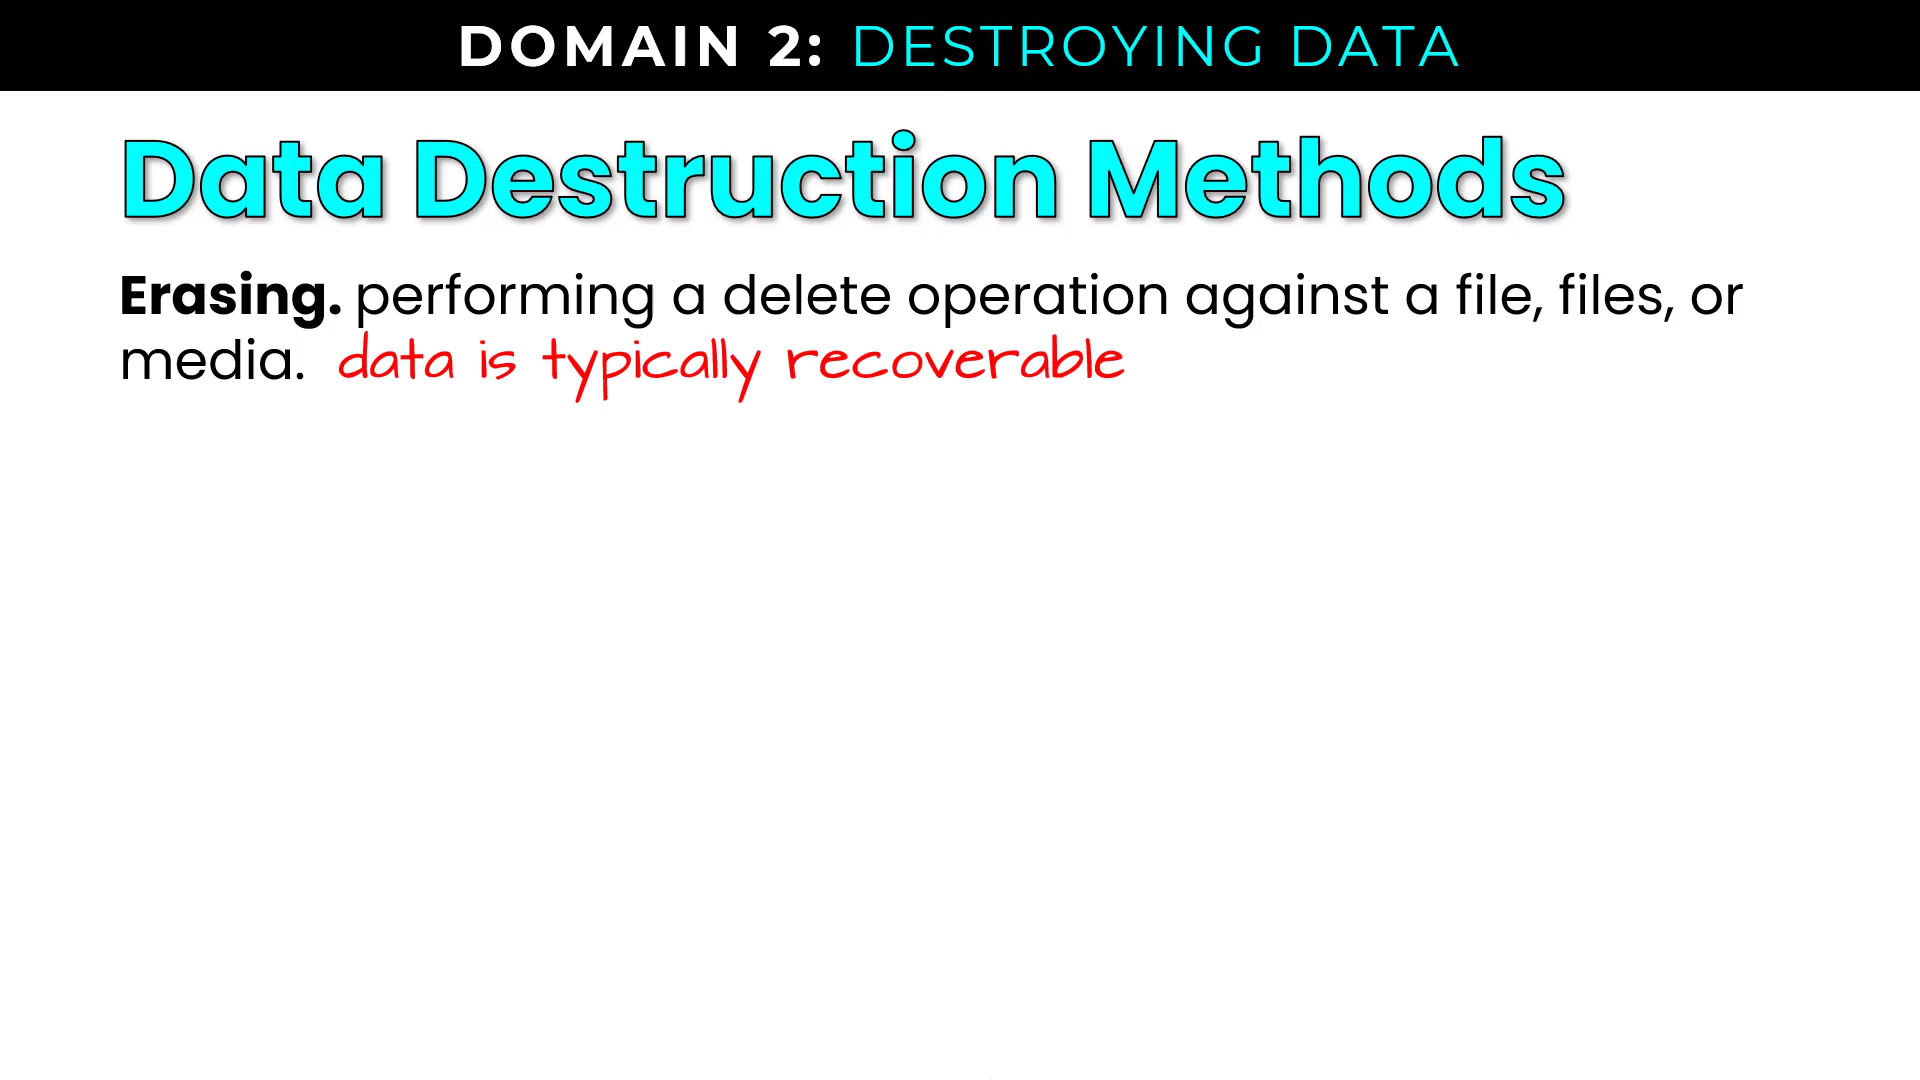 DOMAIN 2: DESTROYING DATA
Data Destruction Methods
Erasing. performing a delete operation against a file, files, or
media. data is typically recoverable